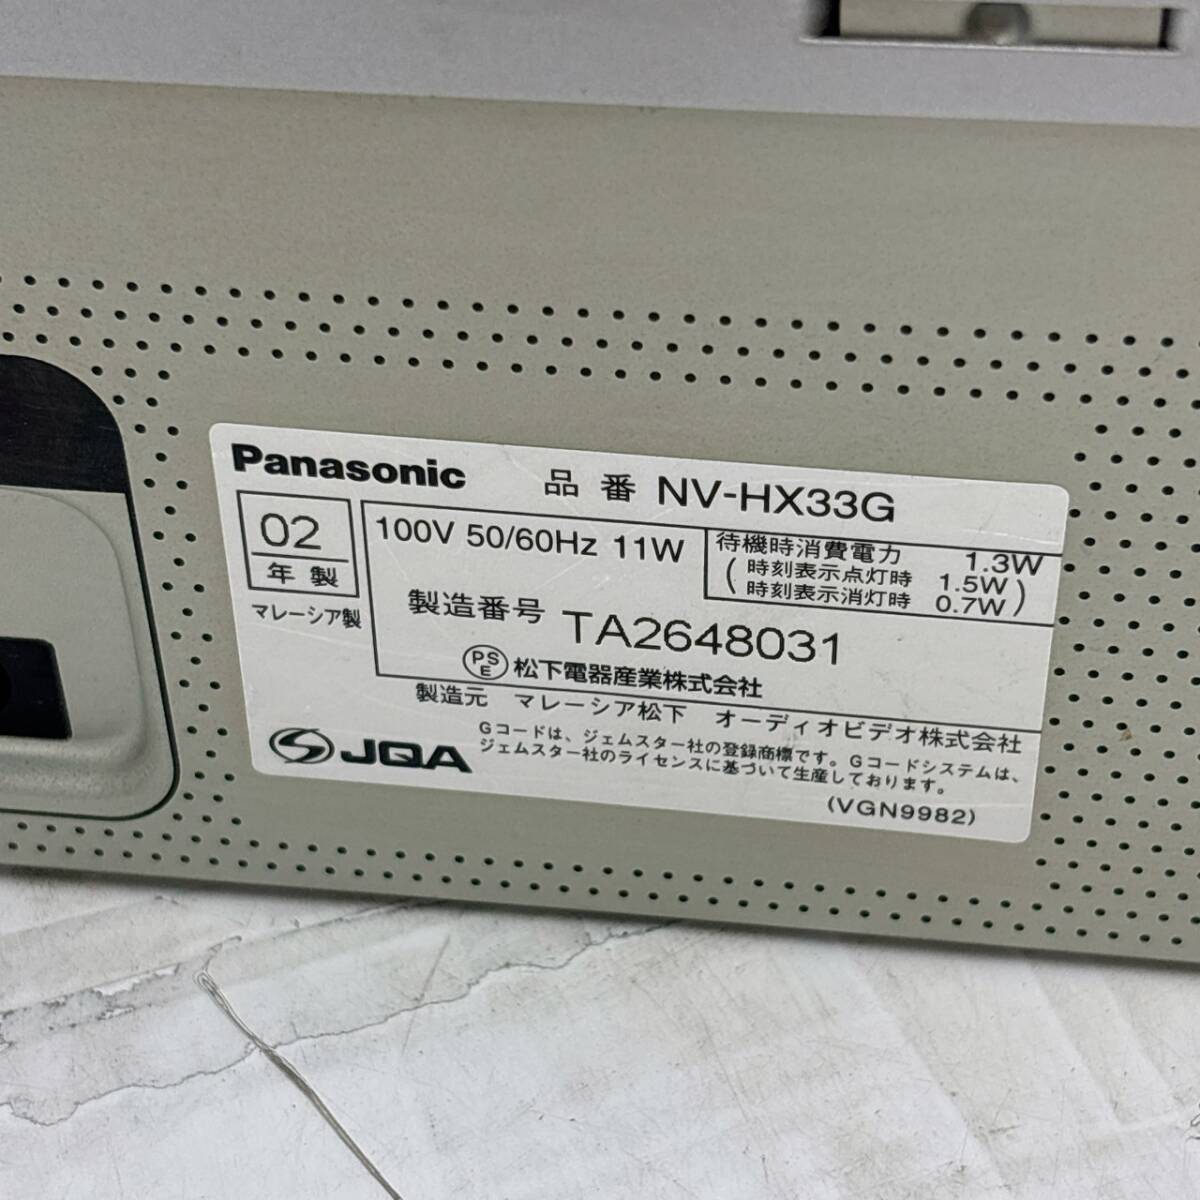 Panasonic 品番 NV-HX33G
02
年製
マレーシア製
100V 50/60Hz 11W
待機時消費電力 1.3W
(時刻表示点灯時 1.5W
時刻表示消灯時 0.7W)
製造番号 TA2648031
PS
E
松下電器産業株式会社
製造元 マレーシア松下 オーディオビデオ株式会社
JQA
Gコードは、ジェムスター社の登録商標です。Gコードシステムは、
ジェムスター社のライセンスに基づいて生産しております。
(VGN9982)